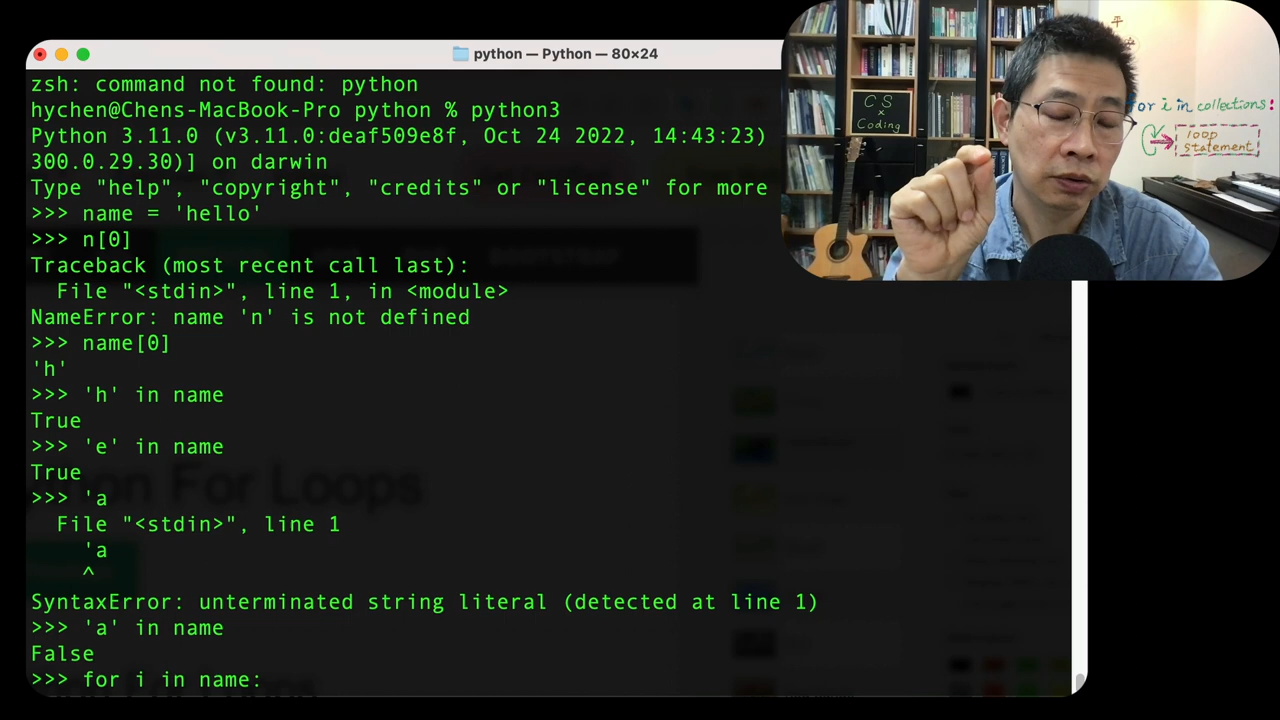 python — Python — 80×24
zsh: command not found: python
hychen@Chens-MacBook-Pro python % python3
Python 3.11.0 (v3.11.0:deaf509e8f, Oct 24 2022, 14:43:23)
300.0.29.30)] on darwin
Type "help", "copyright", "credits" or "license" for more
>>> name = 'hello'
>>> n[0]
Traceback (most recent call last):
  File "<stdin>", line 1, in <module>
NameError: name 'n' is not defined
>>> name[0]
'h'
>>> 'h' in name
True
>>> 'e' in name
True
>>> 'a
  File "<stdin>", line 1
    'a
    ^
SyntaxError: unterminated string literal (detected at line 1)
>>> 'a' in name
False
>>> for i in name:
CS
×
Coding
平
for i in collections:
loop
statement
For Loops